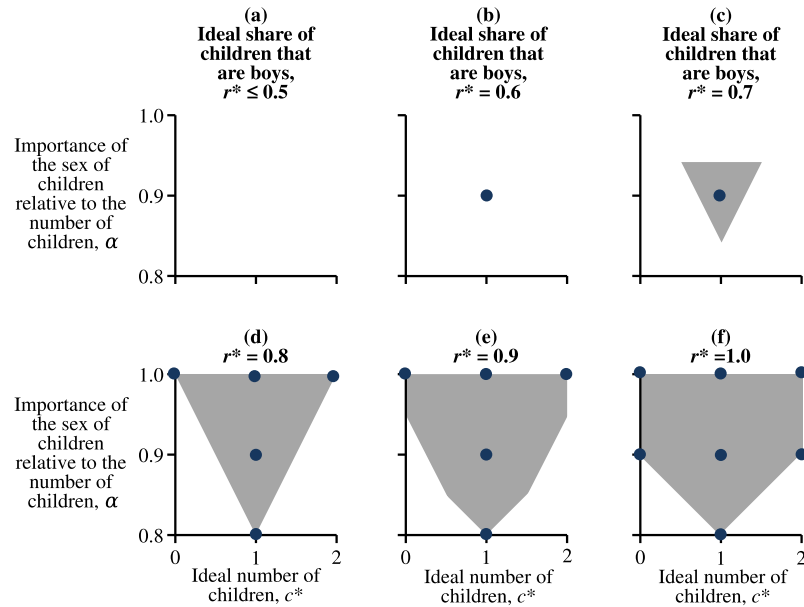 (a)
Ideal share of
children that
are boys,
r* ≤ 0.5
(b)
Ideal share of
children that
are boys,
r* = 0.6
(c)
Ideal share of
children that
are boys,
r* = 0.7
Importance of
the sex of
children
relative to the
number of
children, α
1.0
0.9
0.8
(d)
r* = 0.8
(e)
r* = 0.9
(f)
r* =1.0
Importance of
the sex of
children
relative to the
number of
children, α
1.0
0.9
0.8
0 1 2
Ideal number of
children, c*
0 1 2
Ideal number of
children, c*
0 1 2
Ideal number of
children, c*